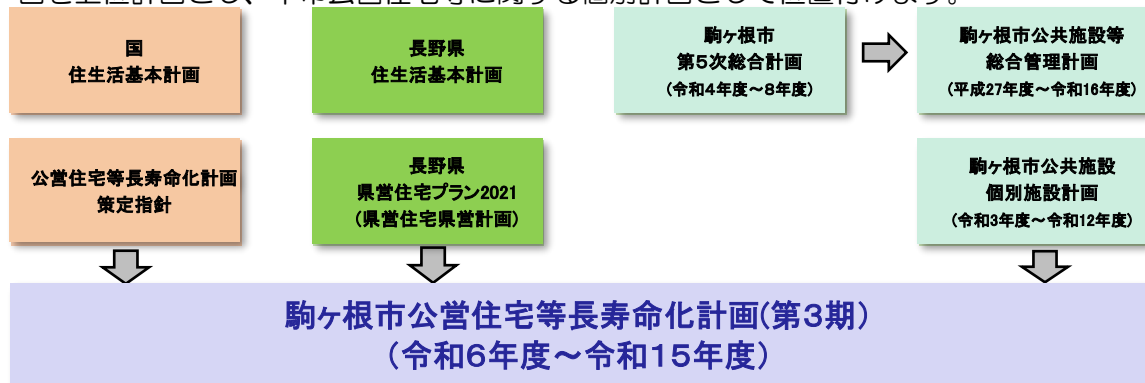 国
住生活基本計画
長野県
住生活基本計画
駒ヶ根市
第5次総合計画
(令和4年度～8年度)
駒ヶ根市公共施設等
総合管理計画
(平成27年度～令和16年度)
公営住宅等長寿命化計画
策定指針
長野県
県営住宅プラン2021
(県営住宅県営計画)
駒ヶ根市公共施設
個別施設計画
(令和3年度～令和12年度)
駒ヶ根市公営住宅等長寿命化計画(第3期)
(令和6年度～令和15年度)